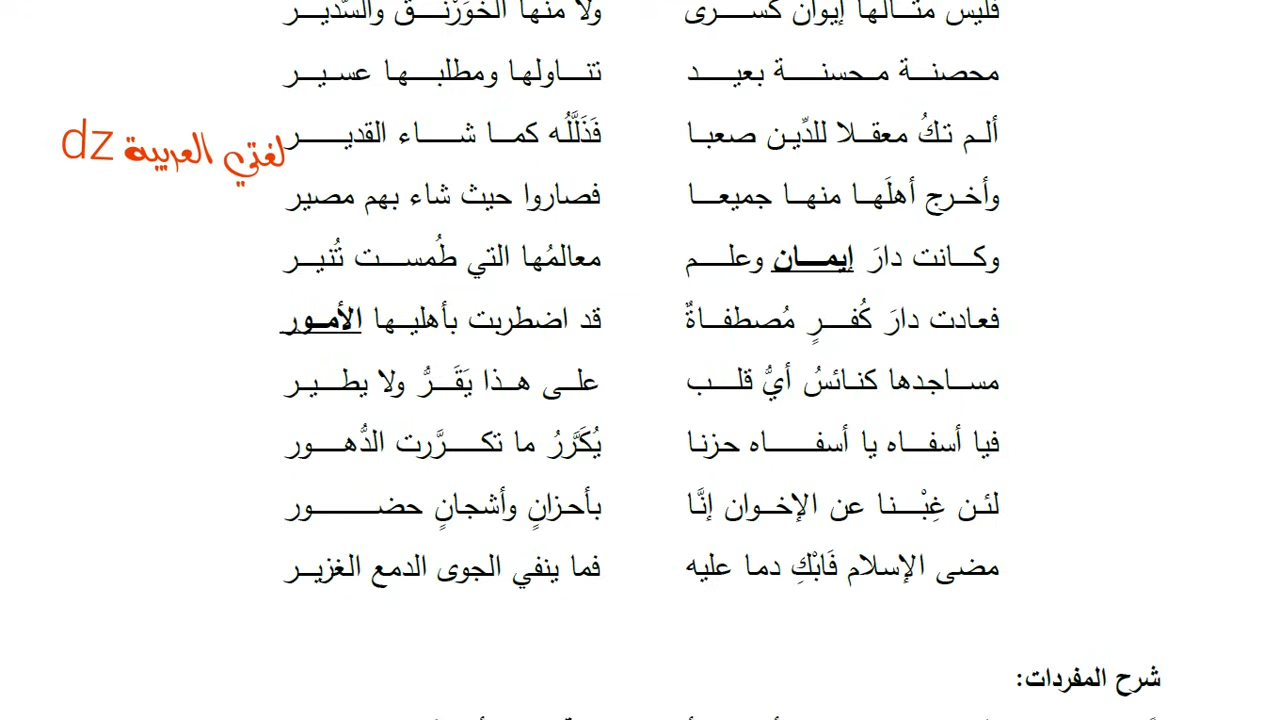 فليس مثالها إيوان كسرى ولا منها الخَوَرْنق والسّدير
محصنة محسنة بعيد تناولها ومطلبها عسير
ألم تكُ معقلا للدِّين صعبا فَذَلَّلُه كما شاء القدير
لغتي العربية dz
وأخرج أهلَها منها جميعا فصاروا حيث شاء بهم مصير
وكانت دارَ إيمان وعلم معالمُها التي طُمست تُنير
فعادت دارَ كُفرٍ مُصطفاةٌ قد اضطربت بأهليها الأمور
مساجدها كنائسُ أيُّ قلب على هذا يَقَرُّ ولا يطير
فيا أسفاه يا أسفاه حزنا يُكَرَّرُ ما تكرَّرت الدُّهور
لئن غِبْنا عن الإخوان إنَّا بأحزانٍ وأشجانٍ حضور
مضى الإسلام فَابْكِ دما عليه فما ينفي الجوى الدمع الغزير
شرح المفردات: